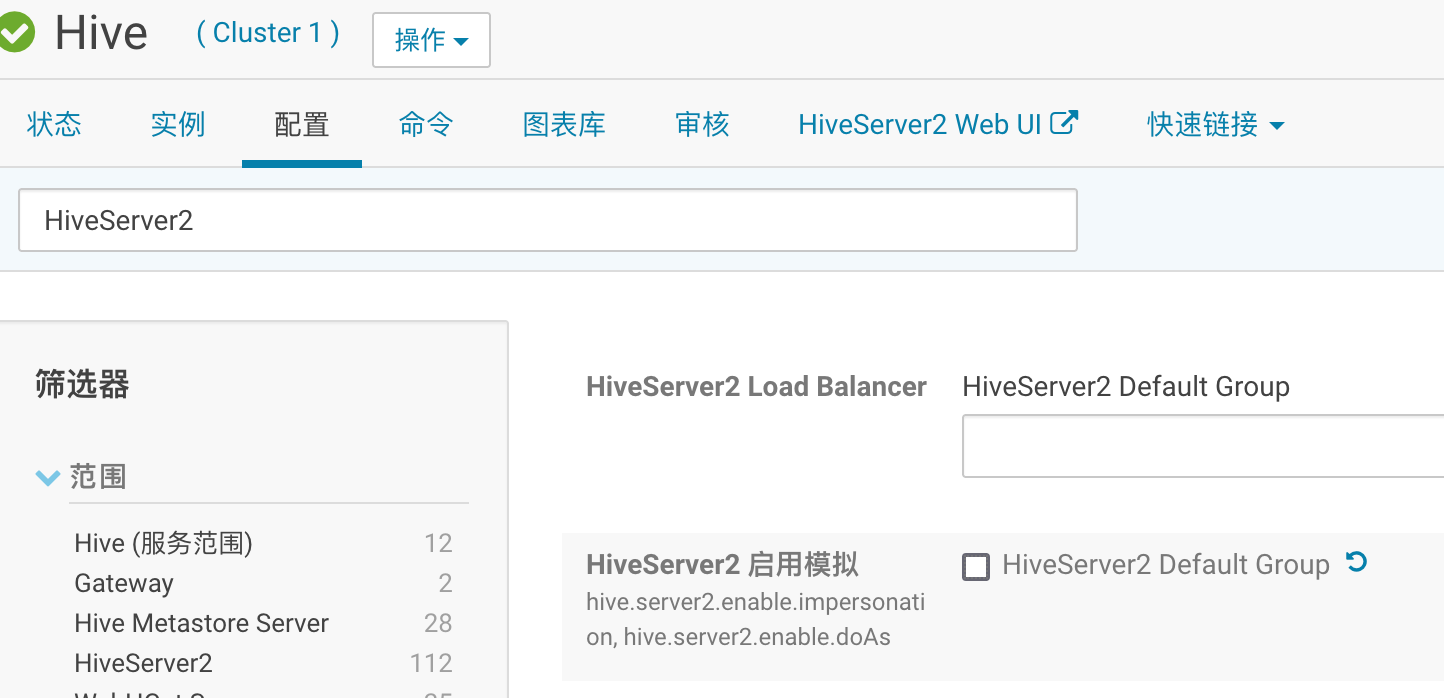 Hive ( Cluster 1 ) 操作
状态 实例 配置 命令 图表库 审核 HiveServer2 Web UI 快速链接
HiveServer2
筛选器
范围
Hive (服务范围) 12
Gateway 2
Hive Metastore Server 28
HiveServer2 112
HiveServer2 Load Balancer HiveServer2 Default Group
HiveServer2 启用模拟 HiveServer2 Default Group
hive.server2.enable.impersonati
on, hive.server2.enable.doAs